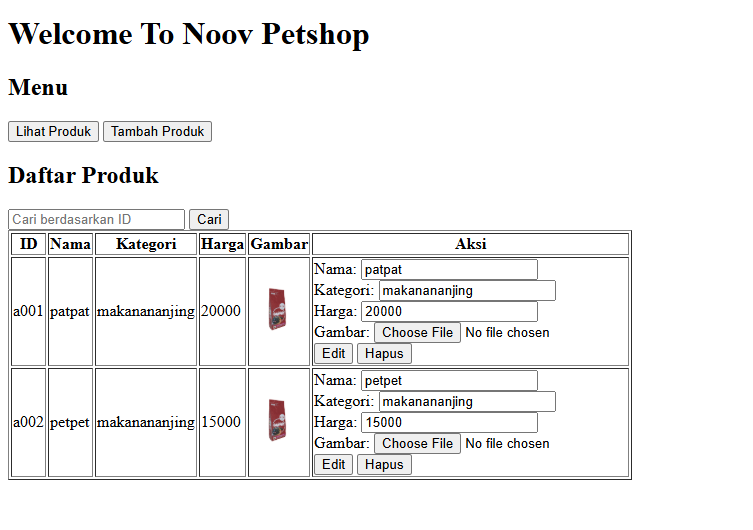 Welcome To Noov Petshop
Menu
Lihat Produk Tambah Produk
Daftar Produk
Cari berdasarkan ID Cari
ID Nama Kategori Harga Gambar Aksi
a001 patpat makanananjing 20000
Nama: patpat
Kategori: makanananjing
Harga: 20000
Gambar: Choose File No file chosen
Edit Hapus
a002 petpet makanananjing 15000
Nama: petpet
Kategori: makanananjing
Harga: 15000
Gambar: Choose File No file chosen
Edit Hapus